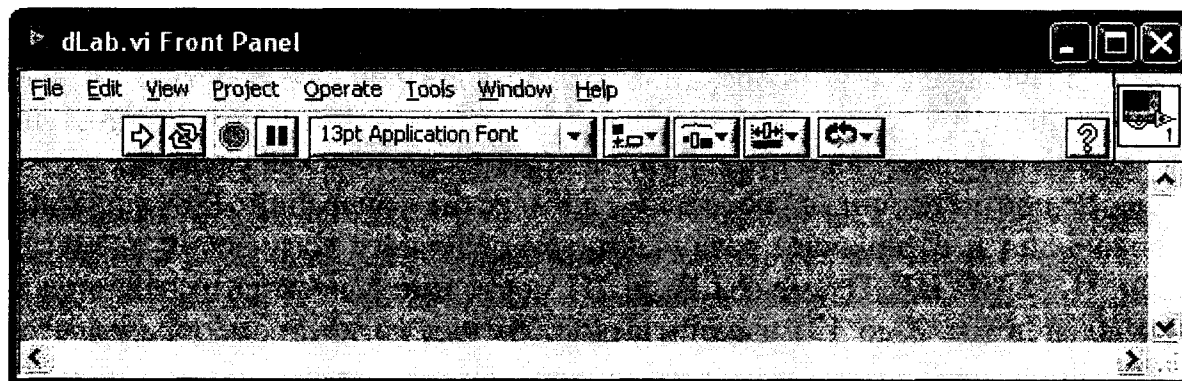 dLab.vi Front Panel
File Edit View Project Operate Tools Window Help
13pt Application Font
?
1